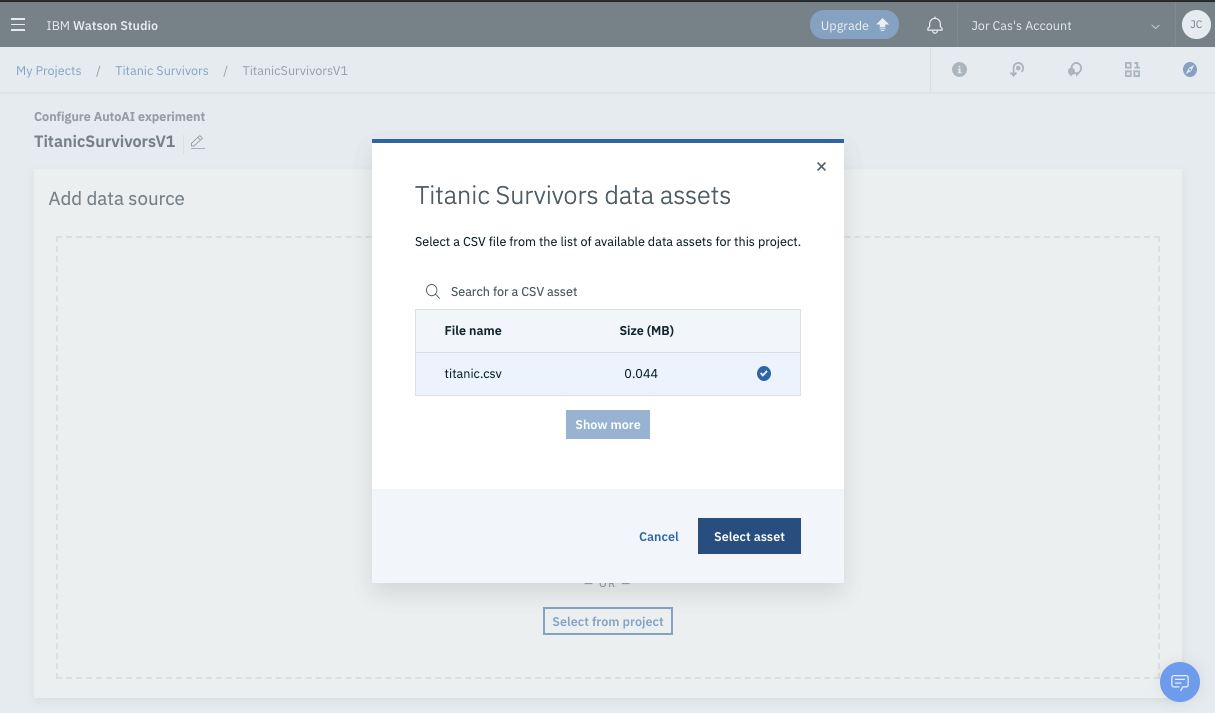 IBM Watson Studio
Upgrade
Jor Cas's Account
JC
My Projects / Titanic Survivors / TitanicSurvivorsV1
Configure AutoAI experiment
TitanicSurvivorsV1
Add data source
Titanic Survivors data assets
Select a CSV file from the list of available data assets for this project.
Search for a CSV asset
File name Size (MB)
titanic.csv 0.044
Show more
Cancel Select asset
— OR —
Select from project